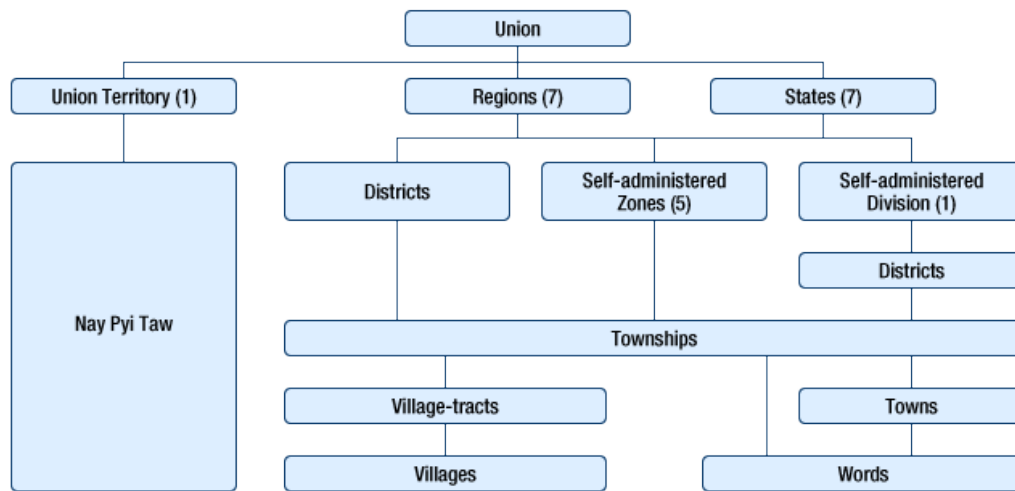 Union
Union Territory (1)
Regions (7)
States (7)
Nay Pyi Taw
Districts
Self-administered
Zones (5)
Self-administered
Division (1)
Districts
Townships
Village-tracts
Towns
Villages
Words